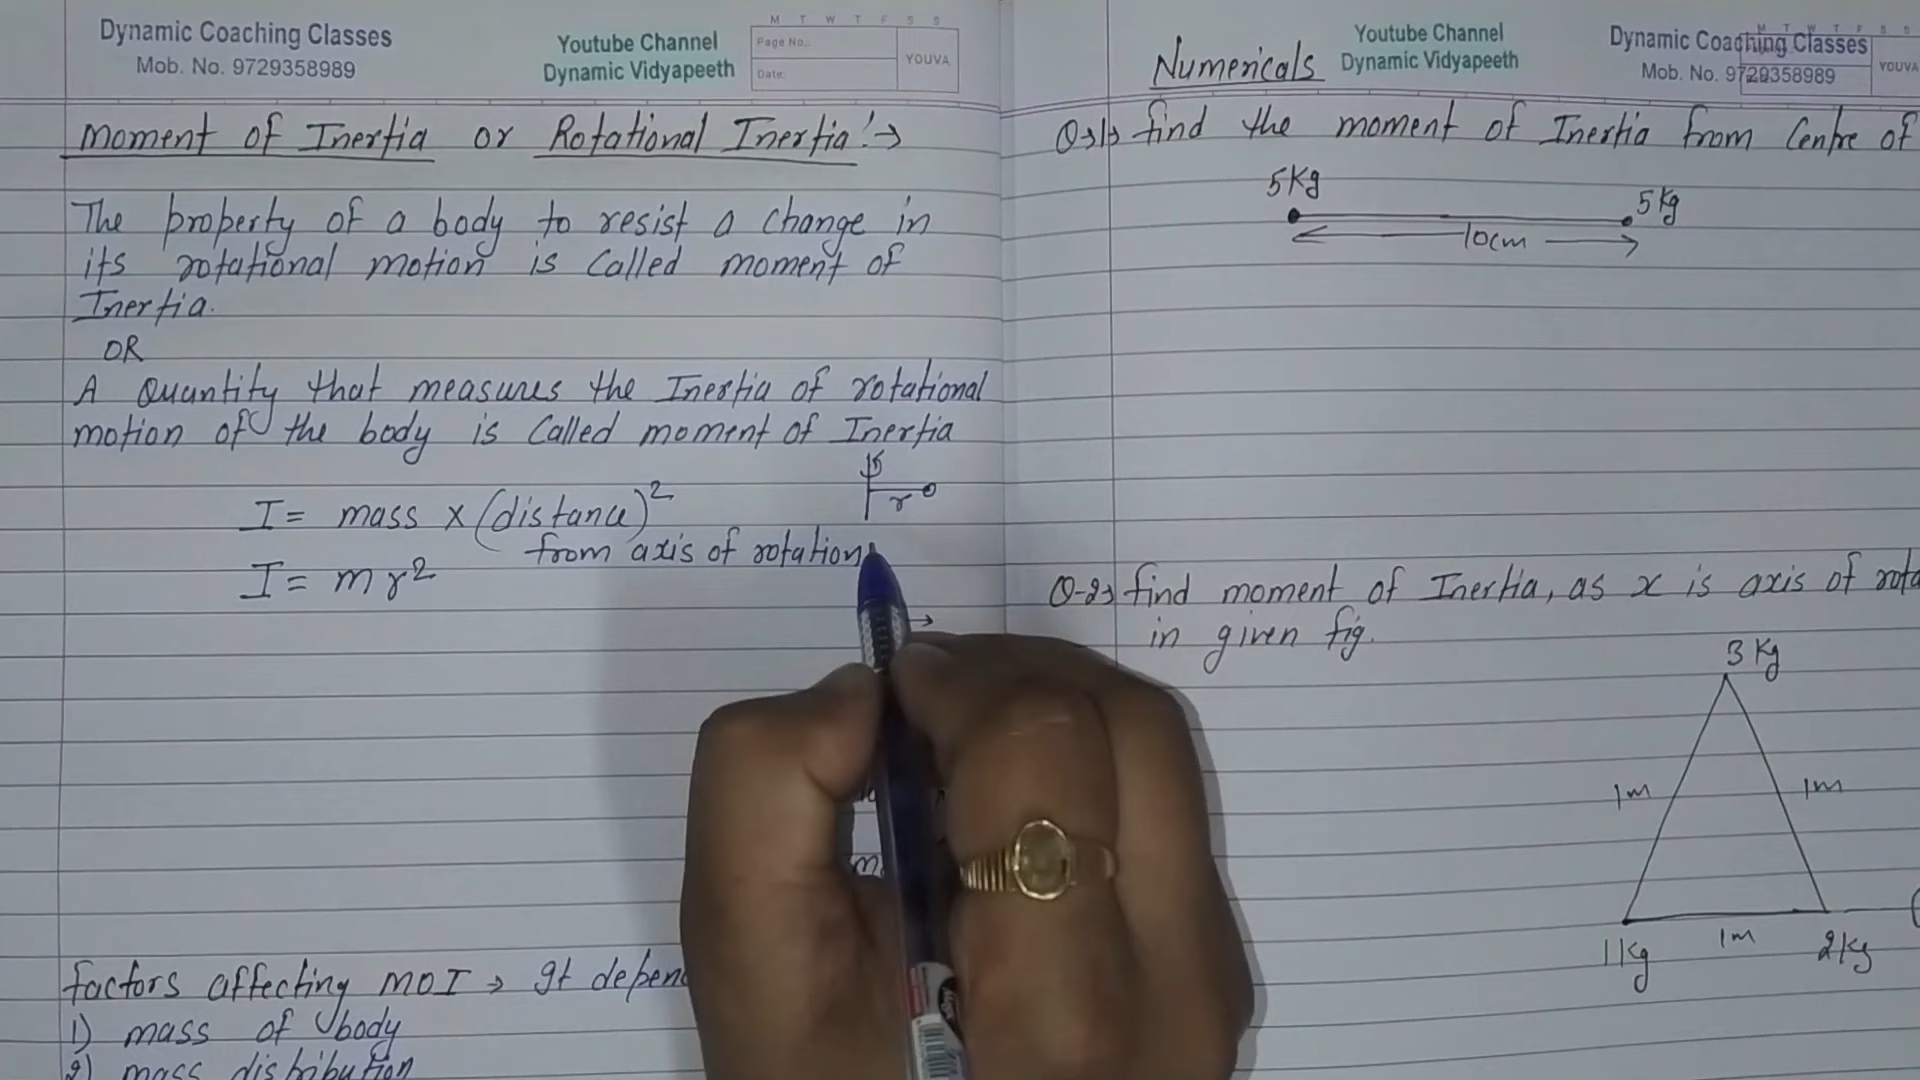 Dynamic Coaching Classes
Mob. No. 9729358989
Youtube Channel
Dynamic Vidyapeeth
M T W T F S S
Page No.:
Date:
YOUVA
Moment of Inertia or Rotational Inertia:→
The property of a body to resist a change in
its rotational motion is Called moment of
Inertia.
OR
A Quantity that measures the Inertia of rotational
motion of the body is Called moment of Inertia
I = mass × (distance)²
from axis of rotation
I = mr²
r
→
m
factors affecting MOI → It depend
1) mass of body
2) mass distribution
Numericals
Youtube Channel
Dynamic Vidyapeeth
Dynamic Coaching Classes
Mob. No. 9729358989
M T W T F S S
YOUVA
Q→1) find the moment of Inertia from Centre of
5Kg
5Kg
10cm
Q-2→ find moment of Inertia, as x is axis of rota
in given fig.
3 Kg
1m
1m
1Kg
1m
2Kg